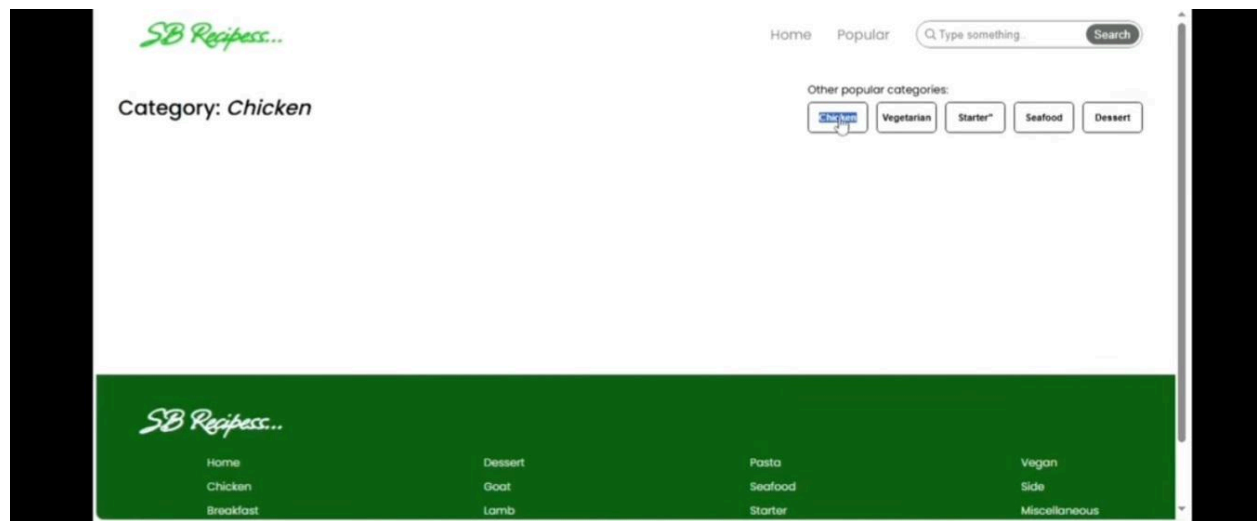 SB Recipess...
Home Popular Type something.. Search
Other popular categories:
Category: Chicken
Chicken Vegetarian Starter" Seafood Dessert
SB Recipess...
Home Dessert Pasta Vegan
Chicken Goat Seafood Side
Breakfast Lamb Starter Miscellaneous